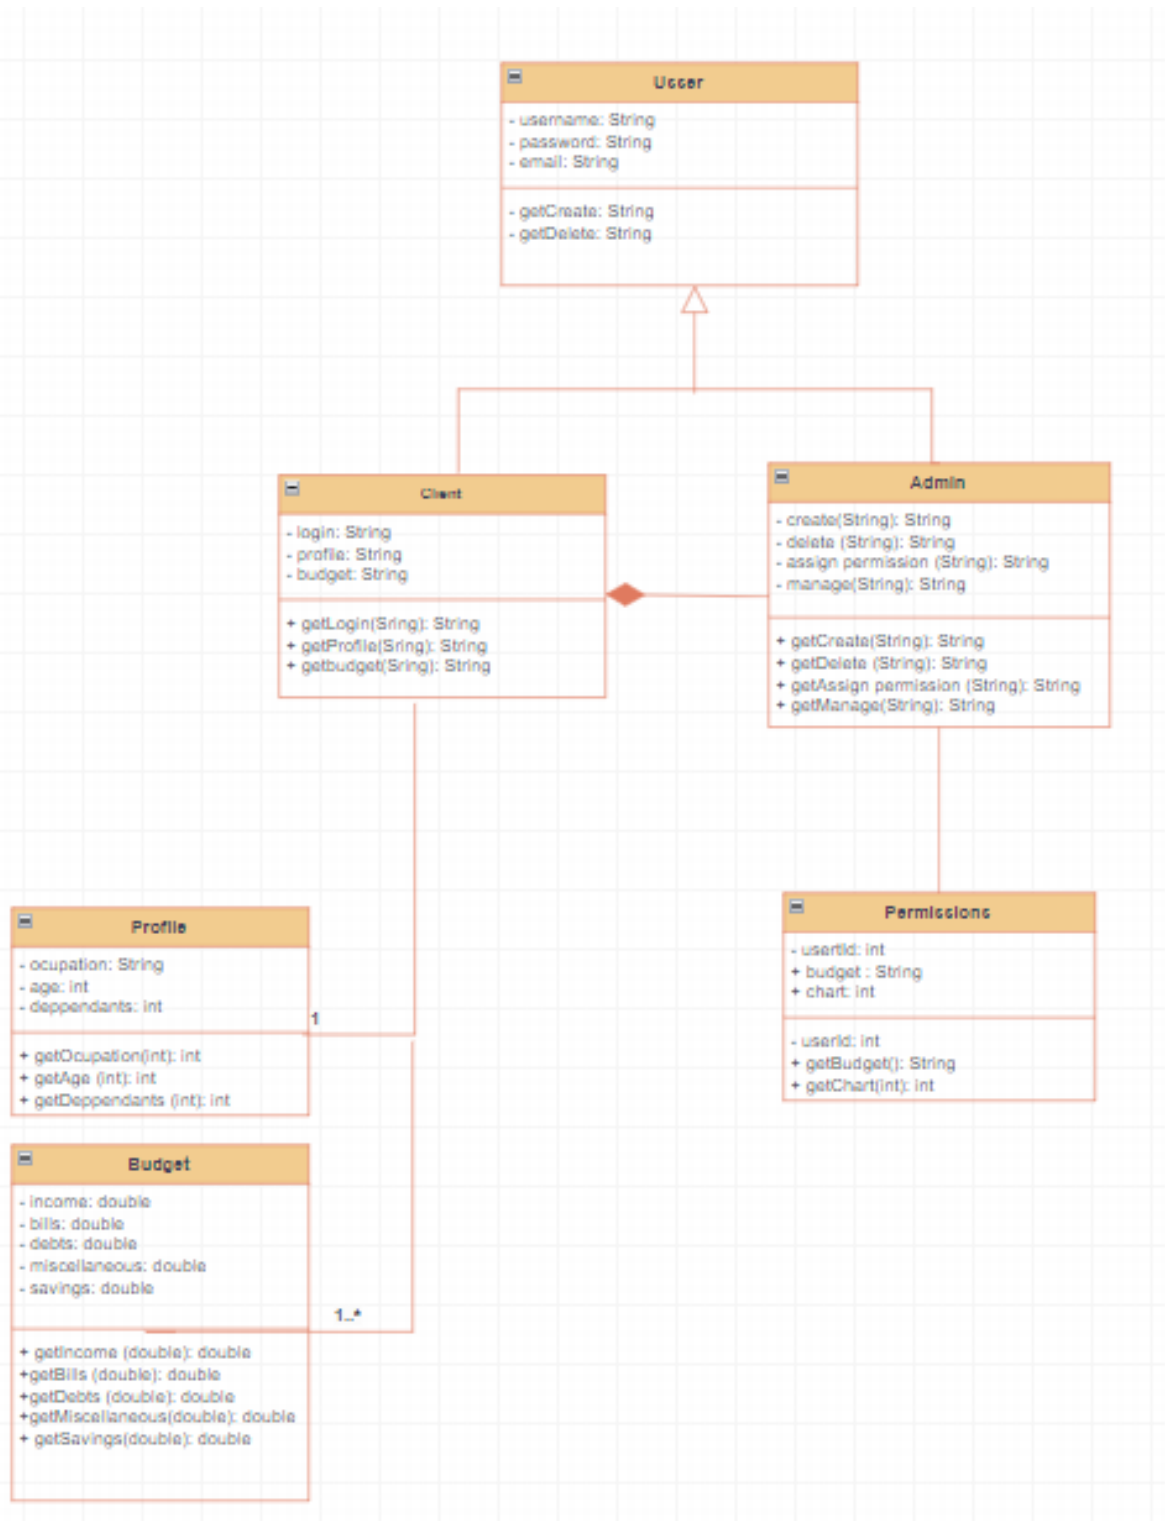 Usser
- username: String
- password: String
- email: String
- getCreate: String
- getDelete: String
Client
- login: String
- profile: String
- budget: String
+ getLogin(Sring): String
+ getProfile(Sring): String
+ getbudget(Sring): String
Admin
- create(String): String
- delete (String): String
- assign permission (String): String
- manage(String): String
+ getCreate(String): String
+ getDelete (String): String
+ getAssign permission (String): String
+ getManage(String): String
Profile
- ocupation: String
- age: int
- deppendants: int
+ getOcupation(int): int
+ getAge (int): int
+ getDeppendants (int): int
1
Permissions
- usertId: int
+ budget : String
+ chart: int
- userId: int
+ getBudget(): String
+ getChart(int): int
Budget
- income: double
- bills: double
- debts: double
- miscellaneous: double
- savings: double
1..*
+ getIncome (double): double
+getBills (double): double
+getDebts (double): double
+getMiscellaneous(double): double
+ getSavings(double): double